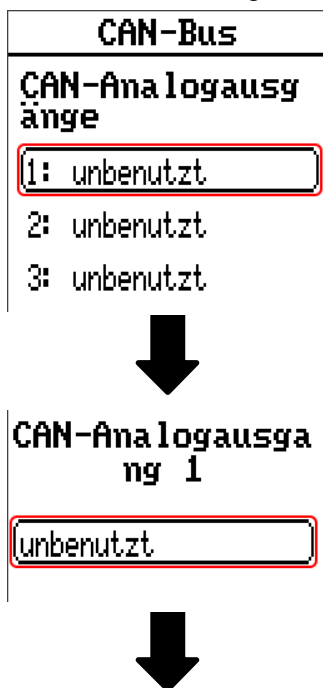 CAN-Bus
CAN-Analogausg
änge
1: unbenutzt
2: unbenutzt
3: unbenutzt
CAN-Analogausga
ng 1
unbenutzt